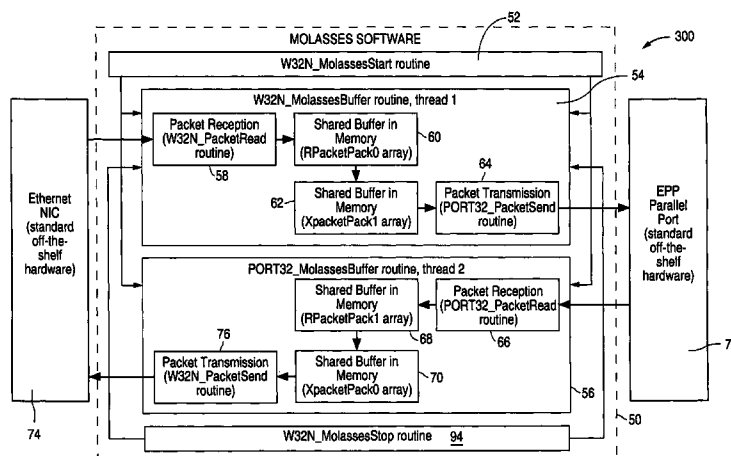 MOLASSES SOFTWARE
52
300
W32N_MolassesStart routine
54
W32N_MolassesBuffer routine, thread 1
Packet Reception
(W32N_PacketRead
routine)
58
Shared Buffer in
Memory
(RPacketPack0 array)
60
64
62
Shared Buffer in
Memory
(XpacketPack1 array)
Packet Transmission
(PORT32_PacketSend
routine)
Ethernet
NIC
(standard
off-the-
shelf
hardware)
74
EPP
Parallel
Port
(standard
off-the-shelf
hardware)
7
PORT32_MolassesBuffer routine, thread 2
Shared Buffer in
Memory
(RPacketPack1 array)
68
Packet Reception
(PORT32_PacketRead
routine)
66
76
Packet Transmission
(W32N_PacketSend
routine)
Shared Buffer in
Memory
(XpacketPack0 array)
70
56
50
W32N_MolassesStop routine 94